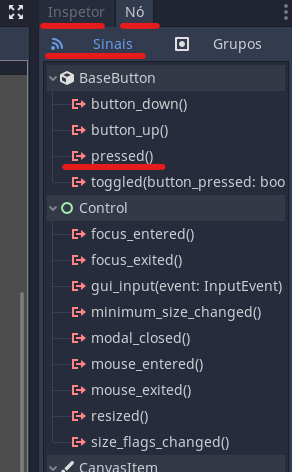 Inspetor Nó
Sinais Grupos
BaseButton
button_down()
button_up()
pressed()
toggled(button_pressed: boo
Control
focus_entered()
focus_exited()
gui_input(event: InputEvent)
minimum_size_changed()
modal_closed()
mouse_entered()
mouse_exited()
resized()
size_flags_changed()
CanvasItem